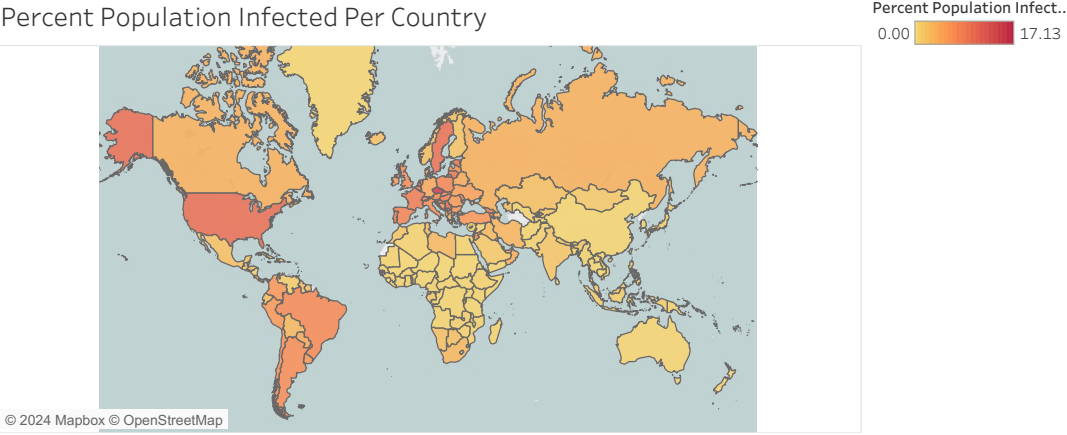 Percent Population Infected Per Country
Percent Population Infect..
0.00 17.13
© 2024 Mapbox © OpenStreetMap